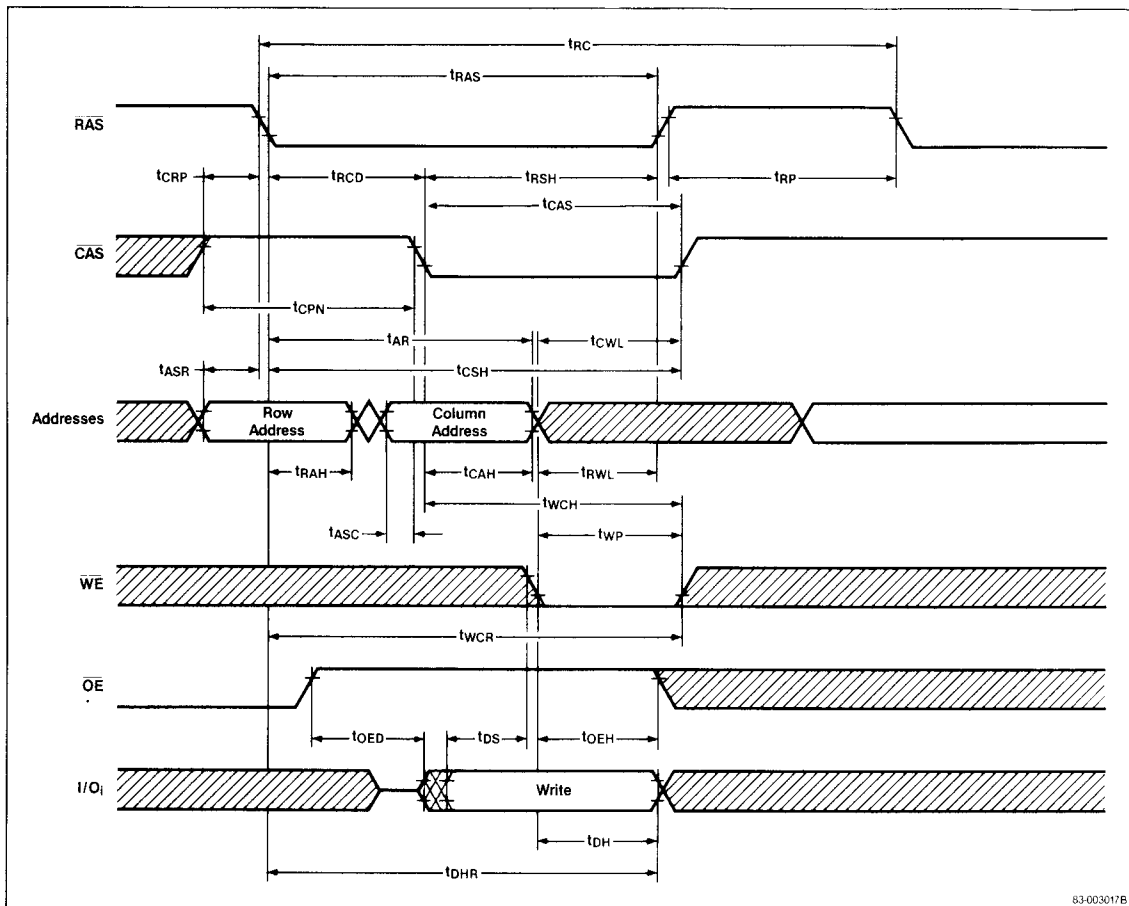 tRC
tRAS
RAS
tCRP
tRCD
tRSH
tRP
tCAS
CAS
tCPN
tAR
tCWL
tASR
tCSH
Addresses
Row
Address
Column
Address
tRAH
tCAH
tRWL
tWCH
tASC
tWP
WE
tWCR
OE
tOED
tDS
tOEH
I/Oi
Write
tDH
tDHR
83-003017B